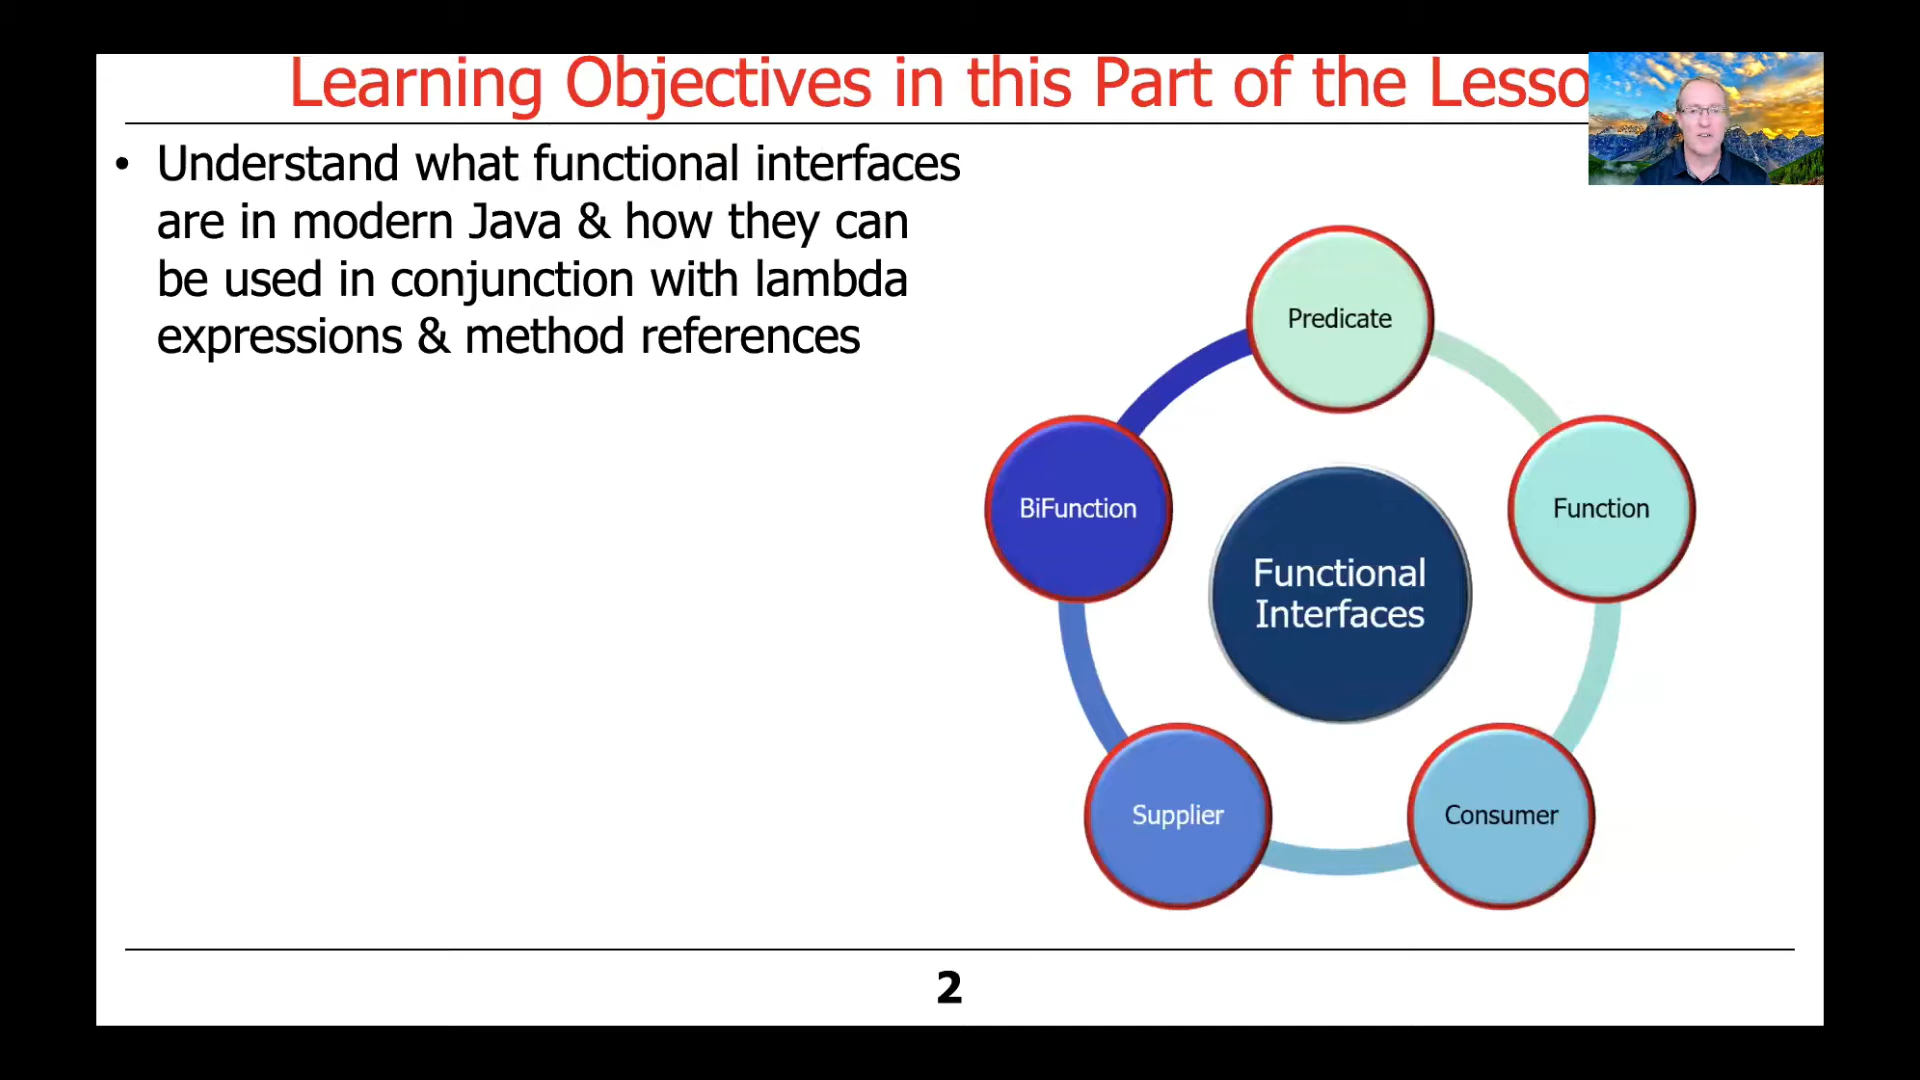 Learning Objectives in this Part of the Lesso
• Understand what functional interfaces
are in modern Java & how they can
be used in conjunction with lambda
expressions & method references
Predicate
BiFunction
Function
Functional
Interfaces
Supplier
Consumer
2